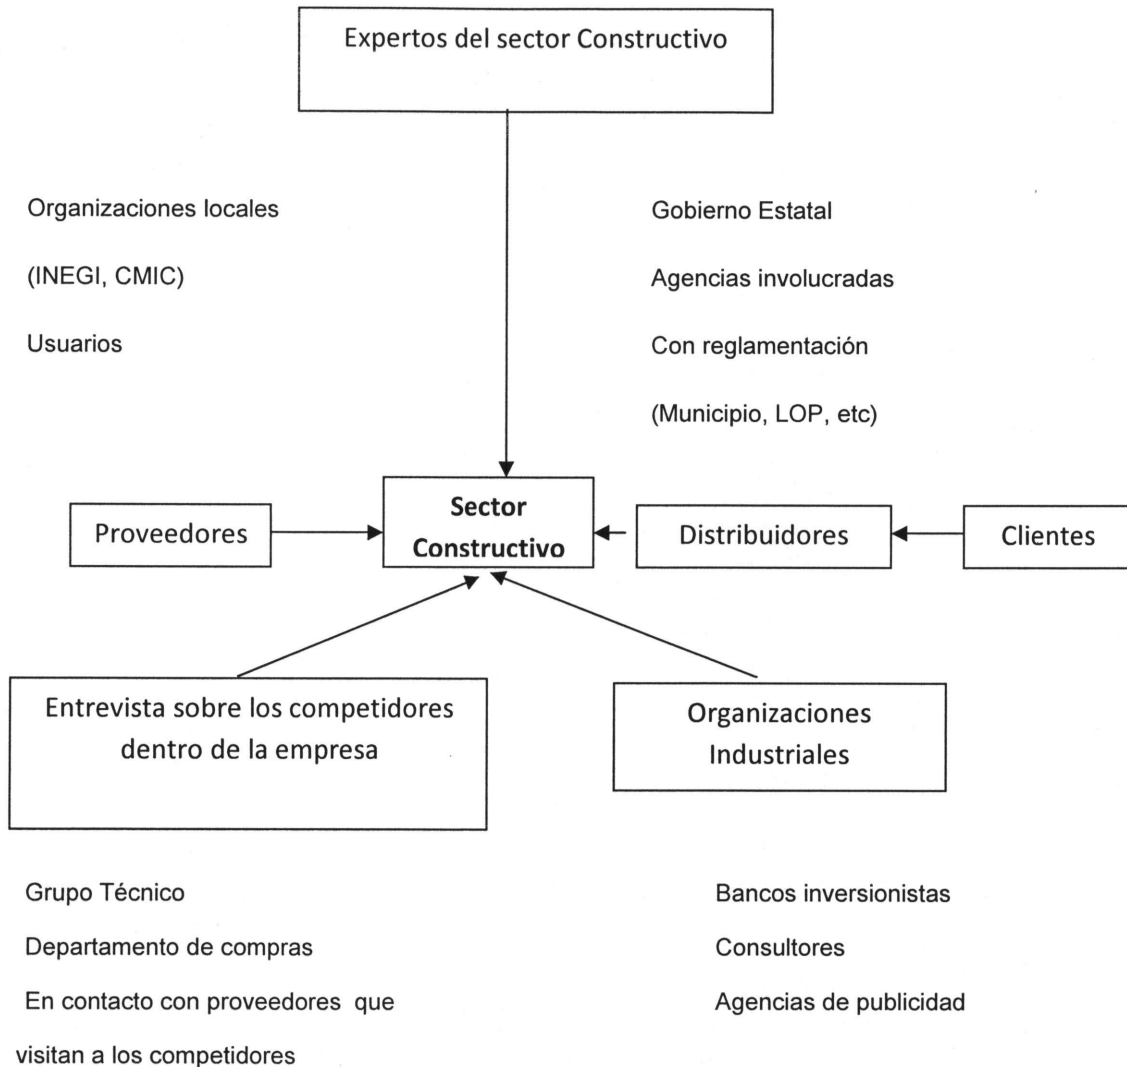 Expertos del sector Constructivo
Organizaciones locales
(INEGI, CMIC)
Usuarios
Gobierno Estatal
Agencias involucradas
Con reglamentación
(Municipio, LOP, etc)
Proveedores
Sector
Constructivo
Distribuidores
Clientes
Entrevista sobre los competidores
dentro de la empresa
Organizaciones
Industriales
Grupo Técnico
Departamento de compras
En contacto con proveedores que
visitan a los competidores
Bancos inversionistas
Consultores
Agencias de publicidad